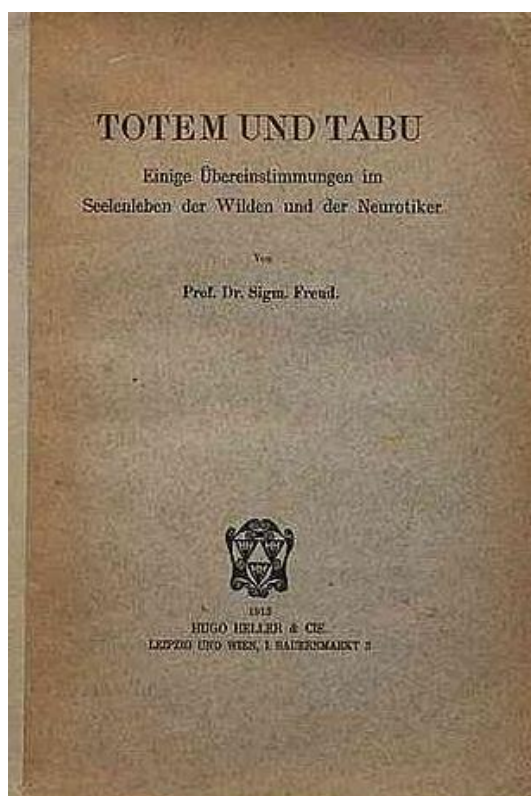 TOTEM UND TABU
Einige Übereinstimmungen im
Seelenleben der Wilden und der Neurotiker
Von
Prof. Dr. Sigm. Freud.
1913
HUGO HELLER & CIE.
LEIPZIG UND WIEN, I. BAUERNMARKT 3